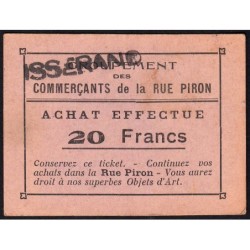 ISSERAND
GROUPEMENT
DES
COMMERÇANTS de la RUE PIRON
ACHAT EFFECTUE
20 Francs
Conservez ce ticket. - Continuez vos
achats dans la Rue Piron - Vous aurez
droit à nos superbes Objets d'Art.